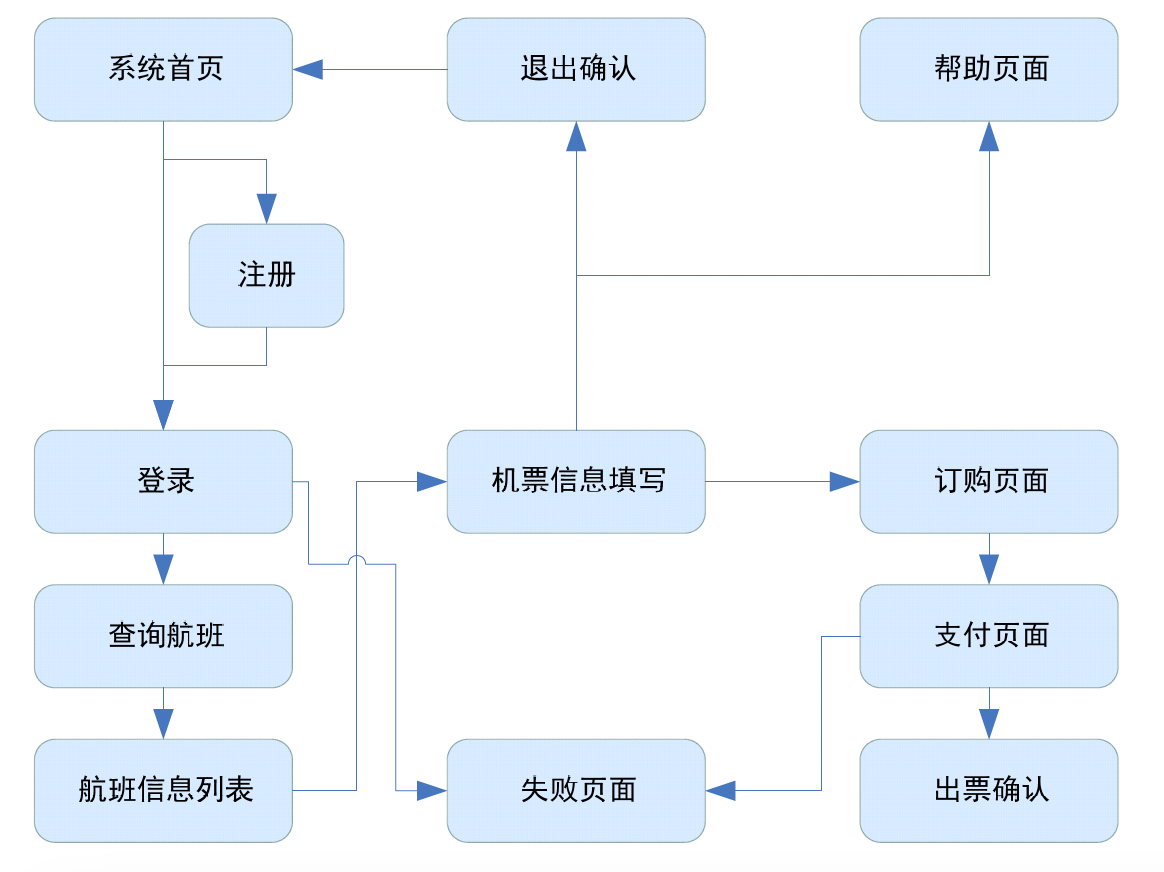 系统首页
退出确认
帮助页面
注册
登录
机票信息填写
订购页面
查询航班
支付页面
航班信息列表
失败页面
出票确认